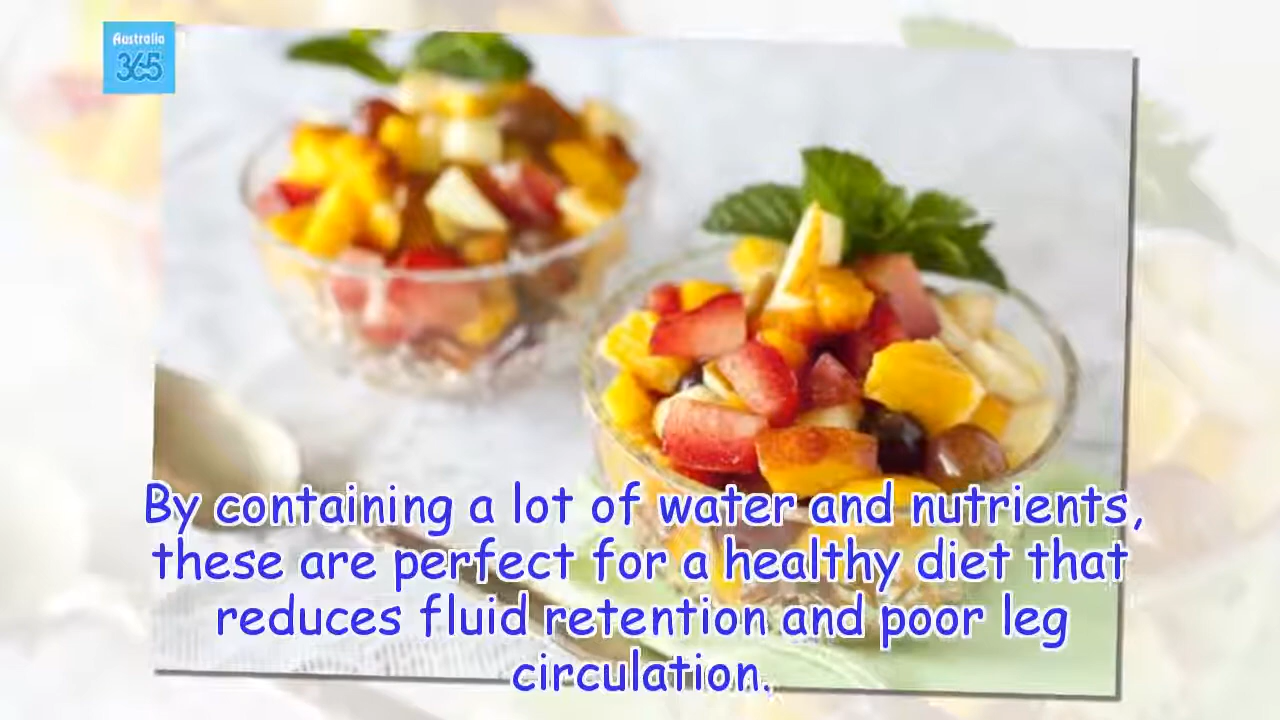 Australia
365
By containing a lot of water and nutrients,
these are perfect for a healthy diet that
reduces fluid retention and poor leg
circulation.